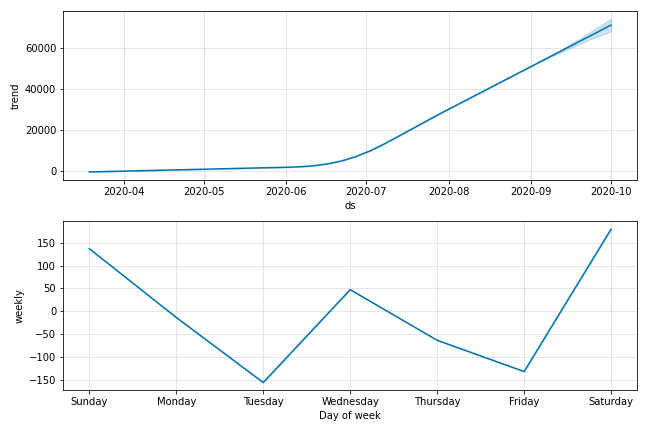 60000
40000
20000
0
trend
2020-04 2020-05 2020-06 2020-07 2020-08 2020-09 2020-10
ds
150
100
50
0
−50
−100
−150
weekly
Sunday Monday Tuesday Wednesday Thursday Friday Saturday
Day of week